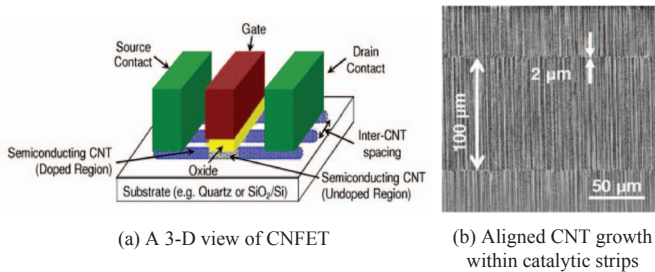 Gate
Source
Contact
Drain
Contact
Semiconducting CNT
(Doped Region)
Oxide
Inter-CNT
spacing
Semiconducting CNT
(Undoped Region)
Substrate (e.g. Quartz or SiO₂/Si)
(a) A 3-D view of CNFET
2 μm
100 μm
50 μm
(b) Aligned CNT growth
within catalytic strips